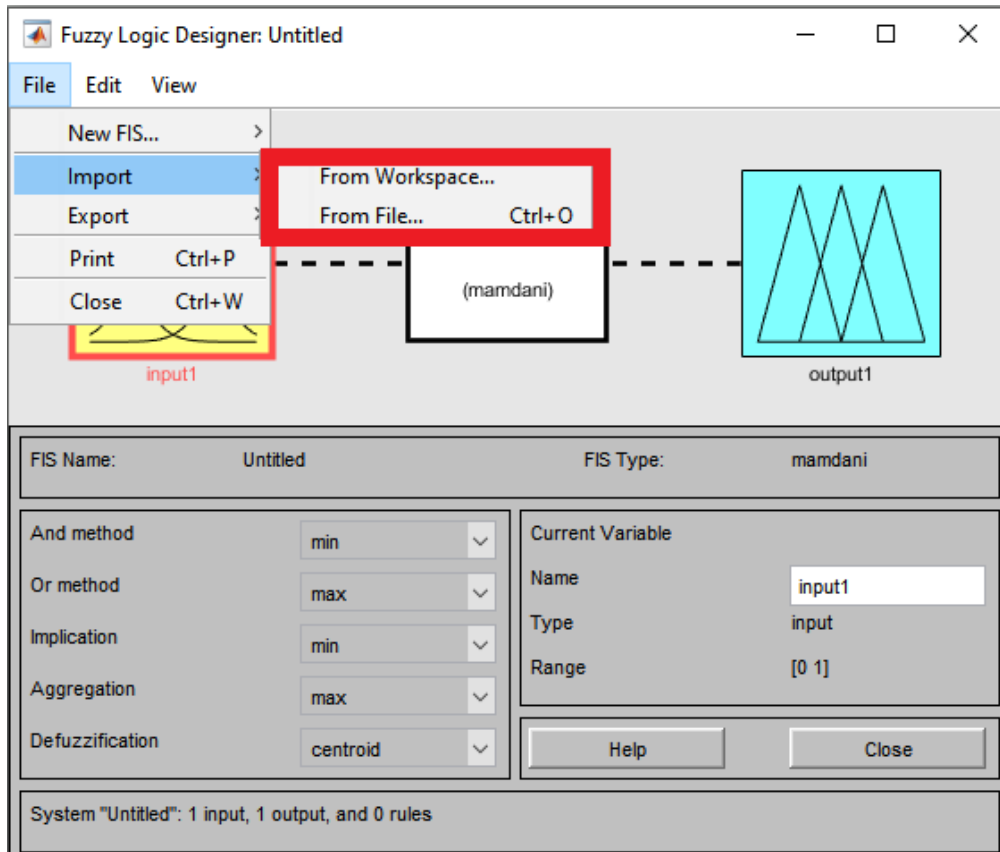 Fuzzy Logic Designer: Untitled
File Edit View
New FIS...
Import
Export
Print Ctrl+P
Close Ctrl+W
From Workspace...
From File... Ctrl+O
(mamdani)
input1
output1
FIS Name: Untitled FIS Type: mamdani
And method min
Or method max
Implication min
Aggregation max
Defuzzification centroid
Current Variable
Name input1
Type input
Range [0 1]
Help Close
System "Untitled": 1 input, 1 output, and 0 rules